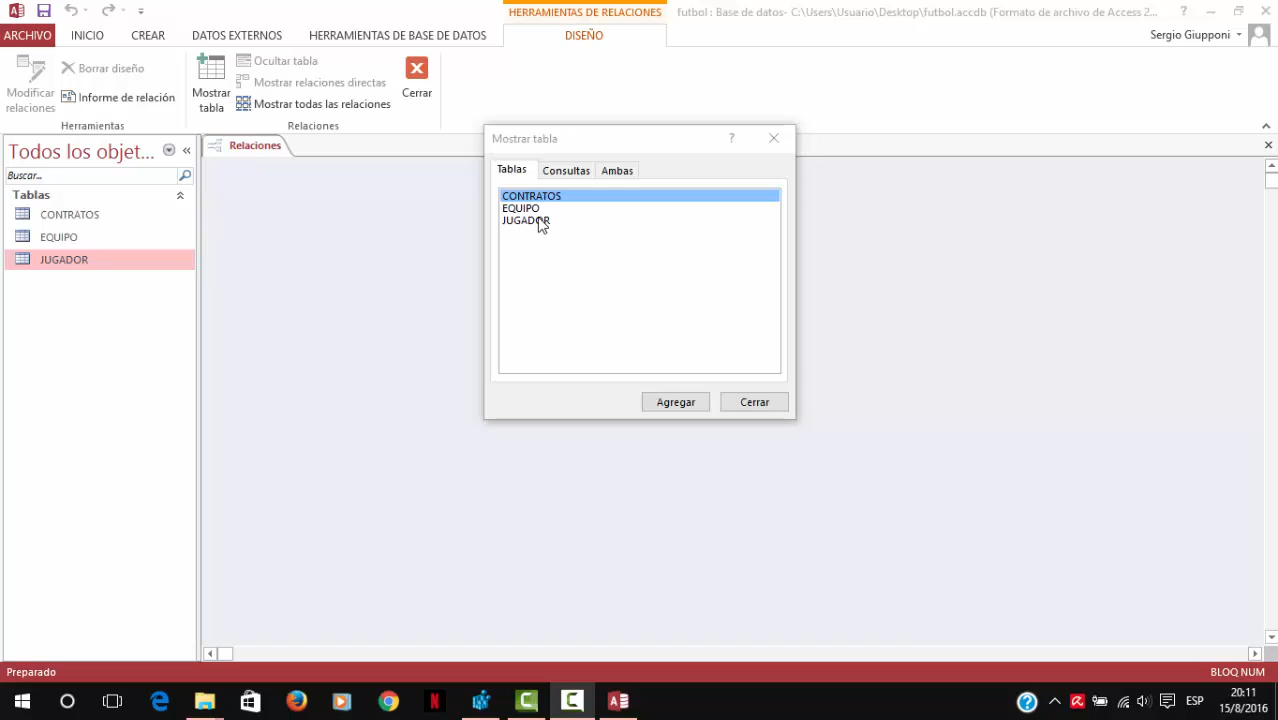 HERRAMIENTAS DE RELACIONES
futbol : Base de datos- C:\Users\Usuario\Desktop\futbol.accdb (Formato de archivo de Access 2...
ARCHIVO INICIO CREAR DATOS EXTERNOS HERRAMIENTAS DE BASE DE DATOS DISEÑO
Sergio Giupponi
Modificar relaciones
Borrar diseño
Informe de relación
Herramientas
Mostrar tabla
Ocultar tabla
Mostrar relaciones directas
Mostrar todas las relaciones
Cerrar
Relaciones
Todos los objet...
Buscar...
Tablas
CONTRATOS
EQUIPO
JUGADOR
Relaciones
Mostrar tabla
?
Tablas Consultas Ambas
CONTRATOS
EQUIPO
JUGADOR
Agregar Cerrar
Preparado
BLOQ NUM
ESP
20:11
15/8/2016